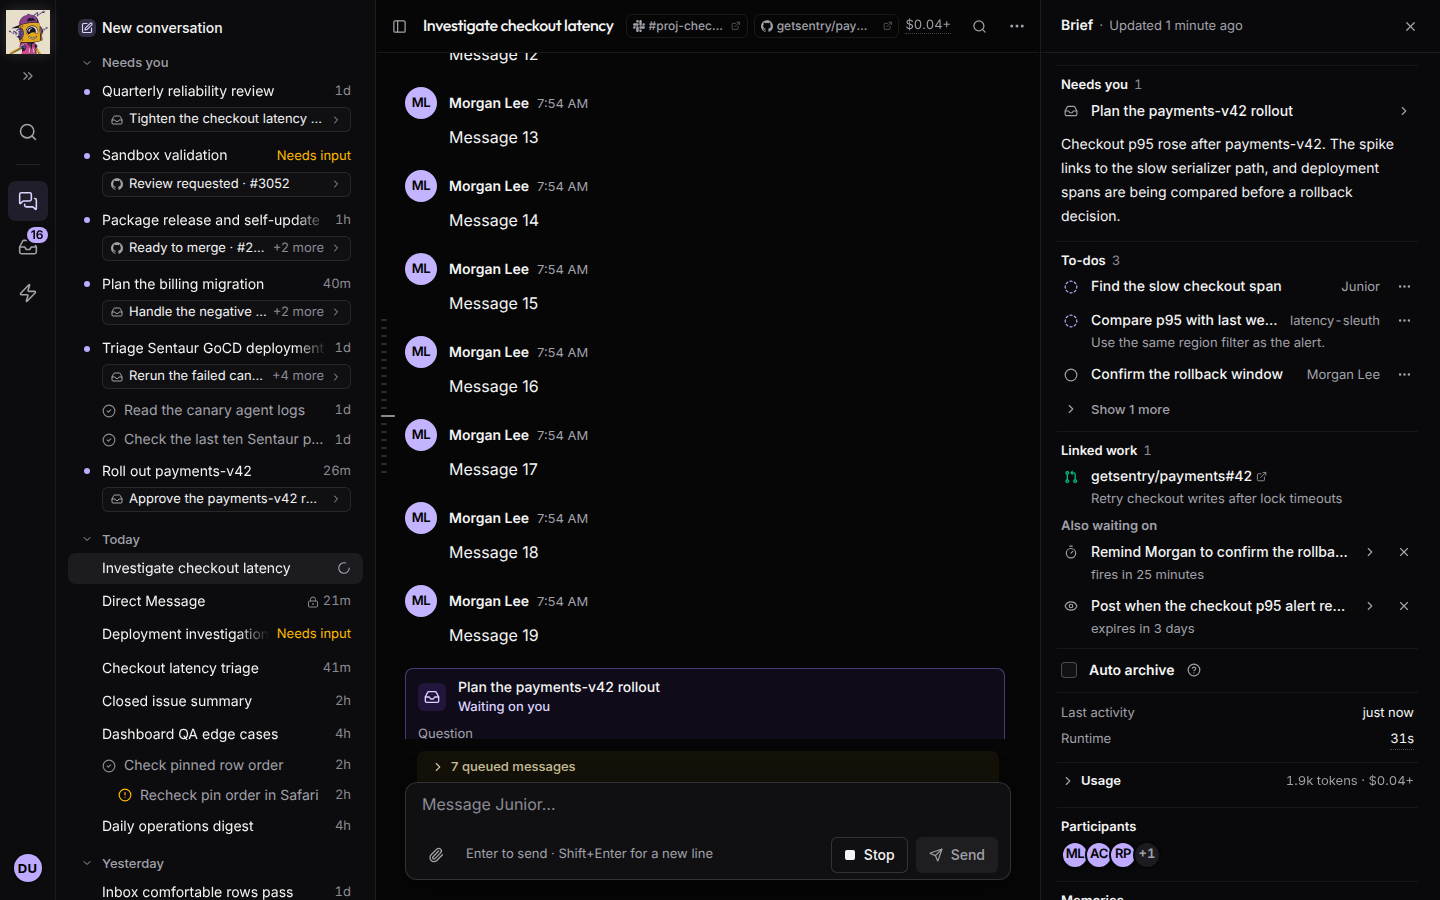 New conversation
Needs you
Quarterly reliability review 1d
Tighten the checkout latency ...
Sandbox validation Needs input
Review requested · #3052
Package release and self-update 1h
Ready to merge · #2... +2 more
16
Plan the billing migration 40m
Handle the negative ... +2 more
Triage Sentaur GoCD deployment 1d
Rerun the failed can... +4 more
Read the canary agent logs 1d
Check the last ten Sentaur p... 1d
Roll out payments-v42 26m
Approve the payments-v42 r...
Today
Investigate checkout latency
Direct Message 21m
Deployment investigation Needs input
Checkout latency triage 41m
Closed issue summary 2h
Dashboard QA edge cases 4h
Check pinned row order 2h
Recheck pin order in Safari 2h
Daily operations digest 4h
Yesterday
Inbox comfortable rows pass 1d
DU
Investigate checkout latency #proj-chec... getsentry/pay... $0.04+
Message 12
ML Morgan Lee 7:54 AM
Message 13
ML Morgan Lee 7:54 AM
Message 14
ML Morgan Lee 7:54 AM
Message 15
ML Morgan Lee 7:54 AM
Message 16
ML Morgan Lee 7:54 AM
Message 17
ML Morgan Lee 7:54 AM
Message 18
ML Morgan Lee 7:54 AM
Message 19
Plan the payments-v42 rollout
Waiting on you
Question
7 queued messages
Message Junior...
Enter to send · Shift+Enter for a new line Stop Send
Brief · Updated 1 minute ago
Needs you 1
Plan the payments-v42 rollout
Checkout p95 rose after payments-v42. The spike
links to the slow serializer path, and deployment
spans are being compared before a rollback
decision.
To-dos 3
Find the slow checkout span Junior
Compare p95 with last we... latency-sleuth
Use the same region filter as the alert.
Confirm the rollback window Morgan Lee
Show 1 more
Linked work 1
getsentry/payments#42
Retry checkout writes after lock timeouts
Also waiting on
Remind Morgan to confirm the rollba...
fires in 25 minutes
Post when the checkout p95 alert re...
expires in 3 days
Auto archive
Last activity just now
Runtime 31s
Usage 1.9k tokens · $0.04+
Participants
ML AC RP +1
Memories